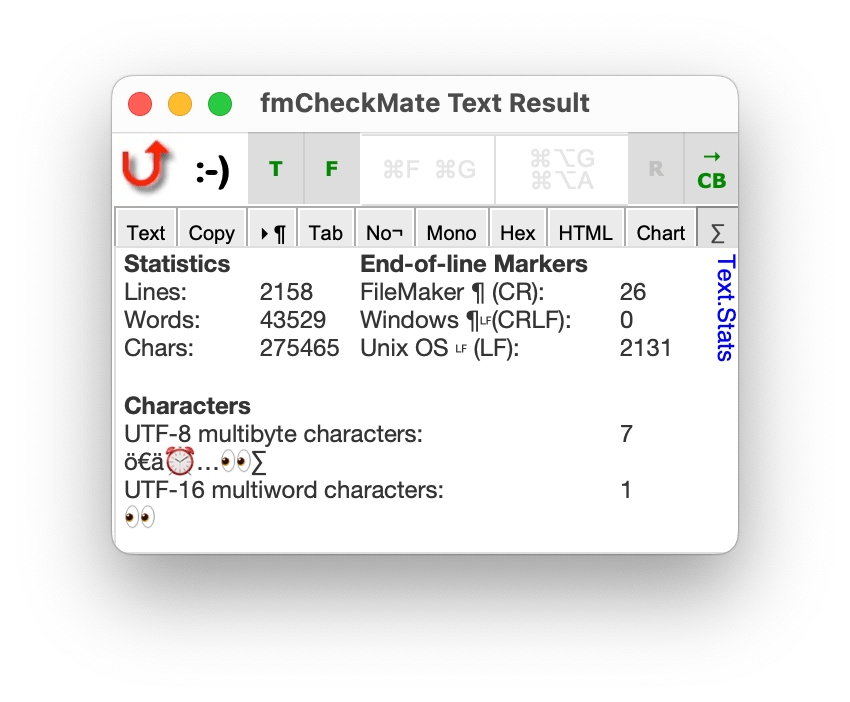 fmCheckMate Text Result
:-) T F ⌘F ⌘G ⌘⌥G R →
⌘⌥A CB
Text Copy ‣¶ Tab No¬ Mono Hex HTML Chart ∑
Statistics End-of-line Markers
Lines: 2158 FileMaker ¶ (CR): 26
Words: 43529 Windows ¶LF(CRLF): 0
Chars: 275465 Unix OS LF (LF): 2131
Text.Stats
Characters
UTF-8 multibyte characters: 7
ö€ä⏰…👀∑
UTF-16 multiword characters: 1
👀